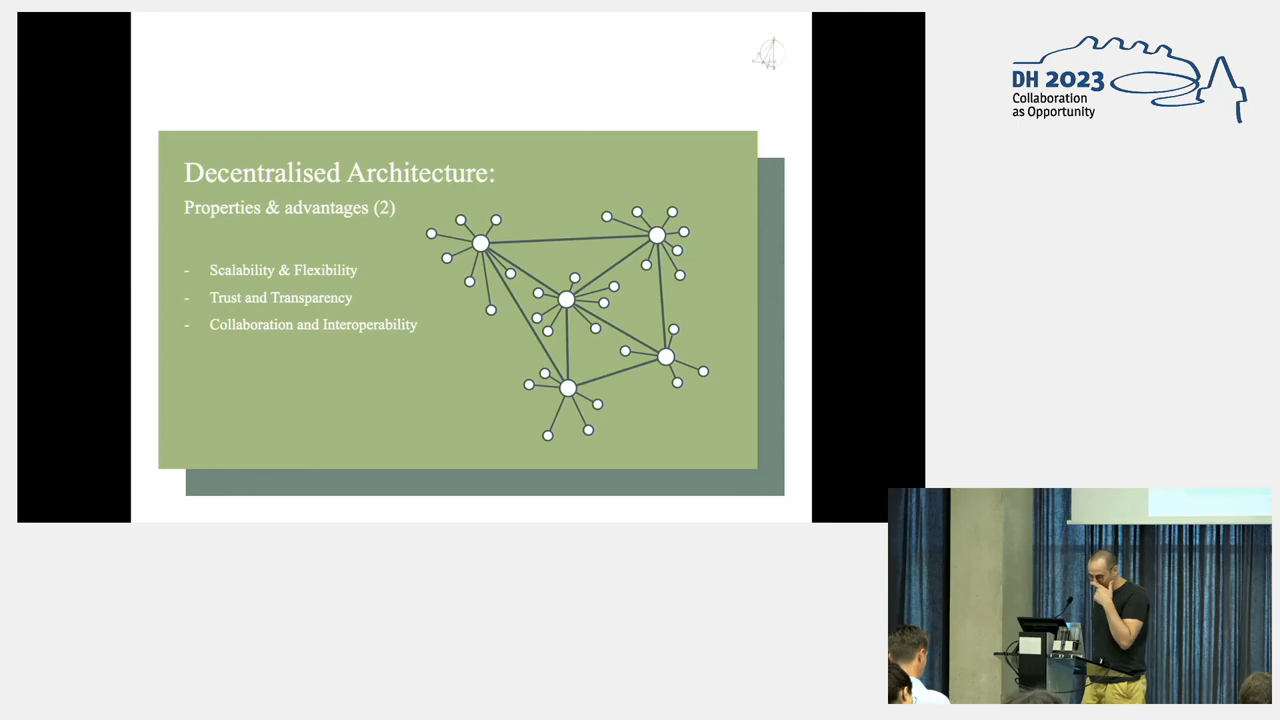 Decentralised Architecture:
Properties & advantages (2)
- Scalability & Flexibility
- Trust and Transparency
- Collaboration and Interoperability
DH 2023
Collaboration
as Opportunity